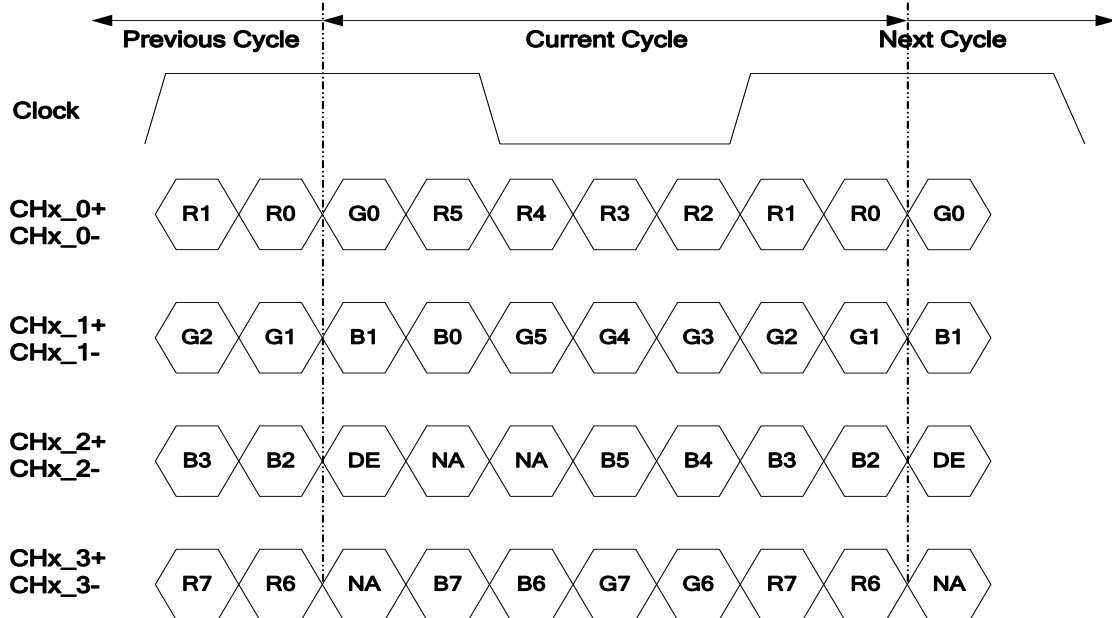 Previous Cycle Current Cycle Next Cycle
Clock
CHx_0+
CHx_0-
R1 R0 G0 R5 R4 R3 R2 R1 R0 G0
CHx_1+
CHx_1-
G2 G1 B1 B0 G5 G4 G3 G2 G1 B1
CHx_2+
CHx_2-
B3 B2 DE NA NA B5 B4 B3 B2 DE
CHx_3+
CHx_3-
R7 R6 NA B7 B6 G7 G6 R7 R6 NA